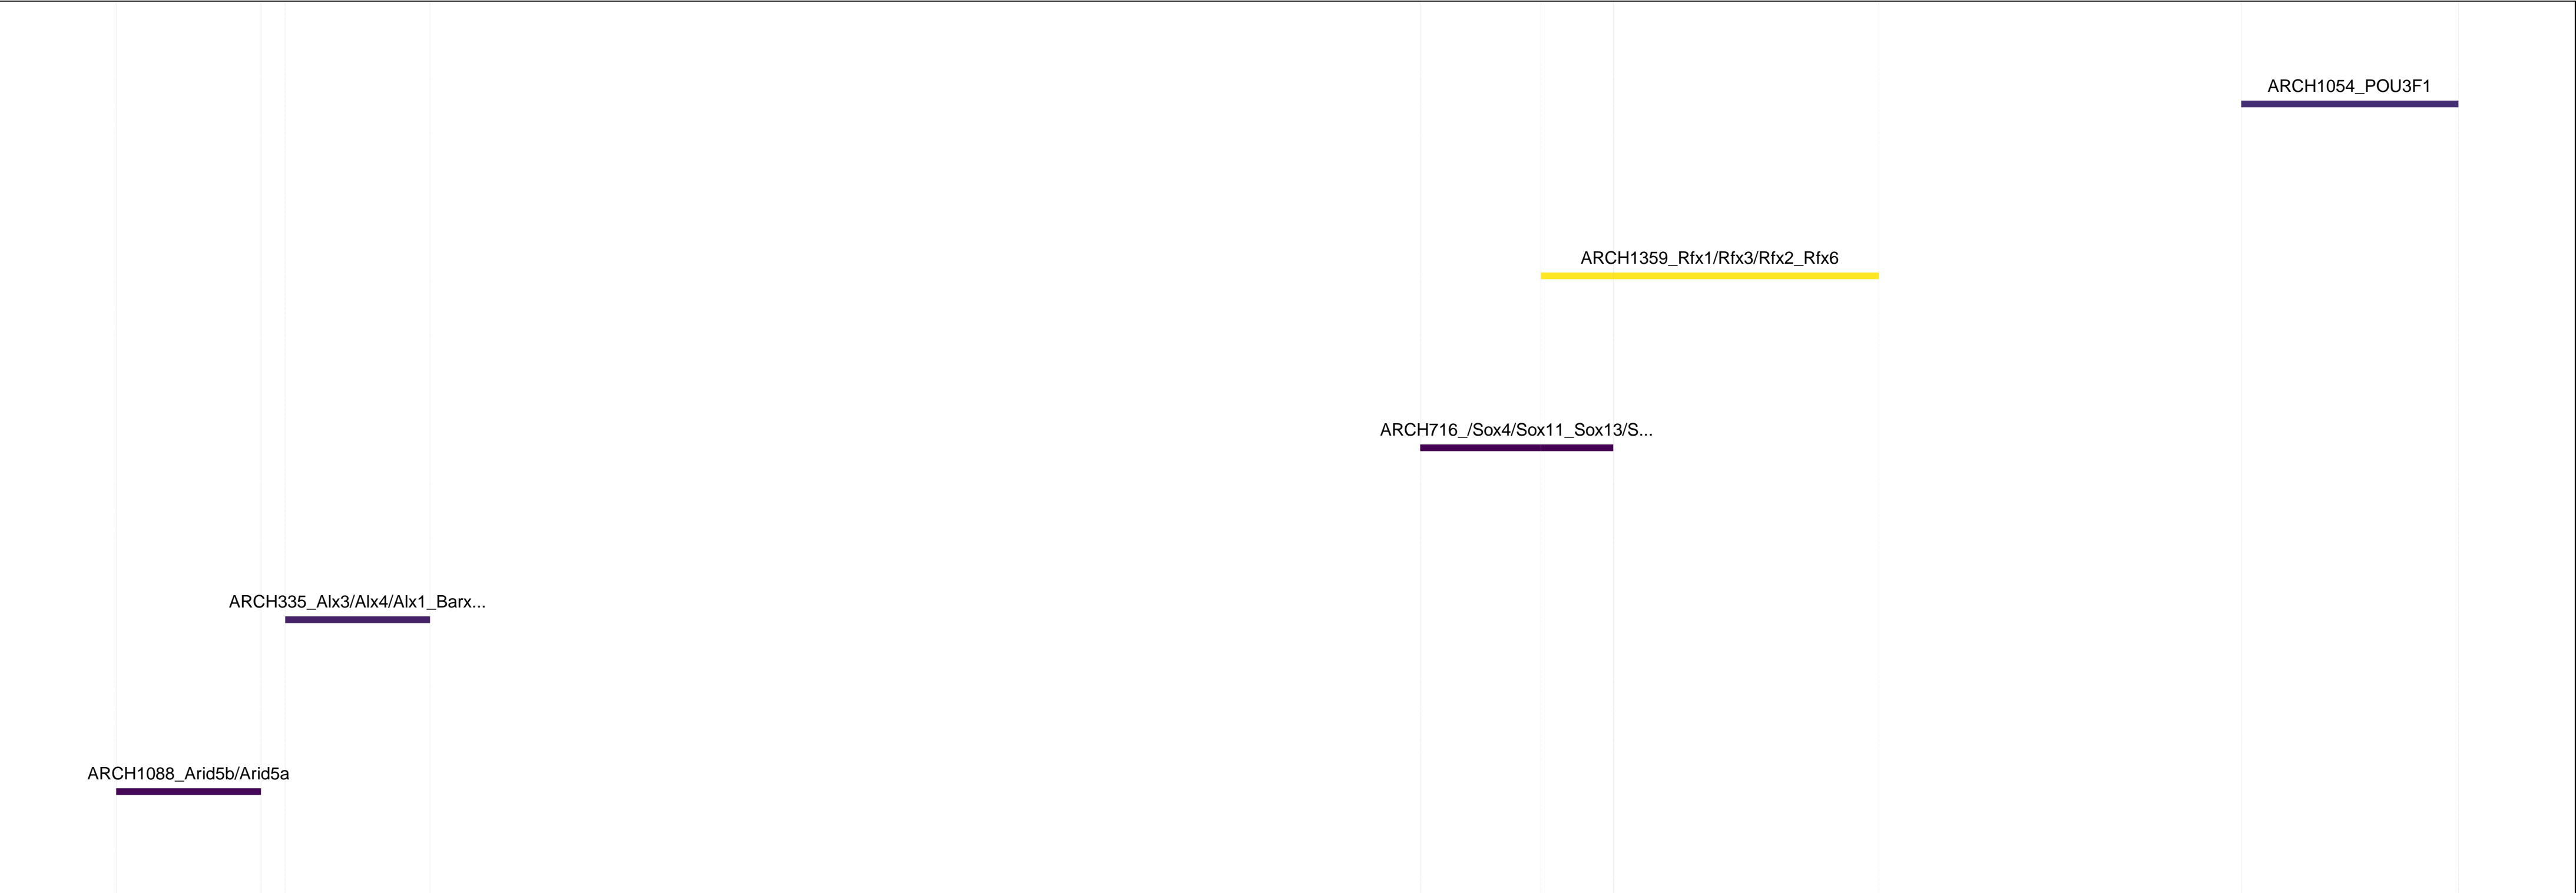 ARCH1054_POU3F1
ARCH1359_Rfx1/Rfx3/Rfx2_Rfx6
ARCH716_/Sox4/Sox11_Sox13/S...
ARCH335_Alx3/Alx4/Alx1_Barx...
ARCH1088_Arid5b/Arid5a